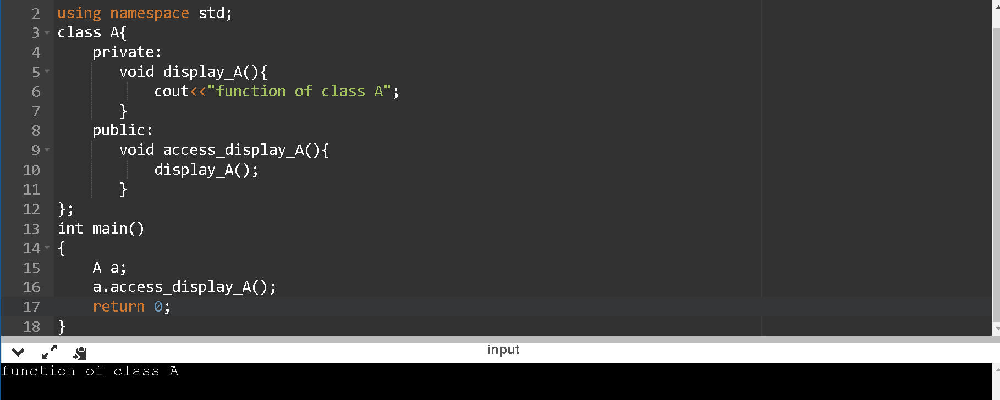 2 using namespace std;
3 class A{
4     private:
5        void display_A(){
6            cout<<"function of class A";
7        }
8     public:
9        void access_display_A(){
10            display_A();
11        }
12 };
13 int main()
14 {
15     A a;
16     a.access_display_A();
17     return 0;
18 }
input
function of class A